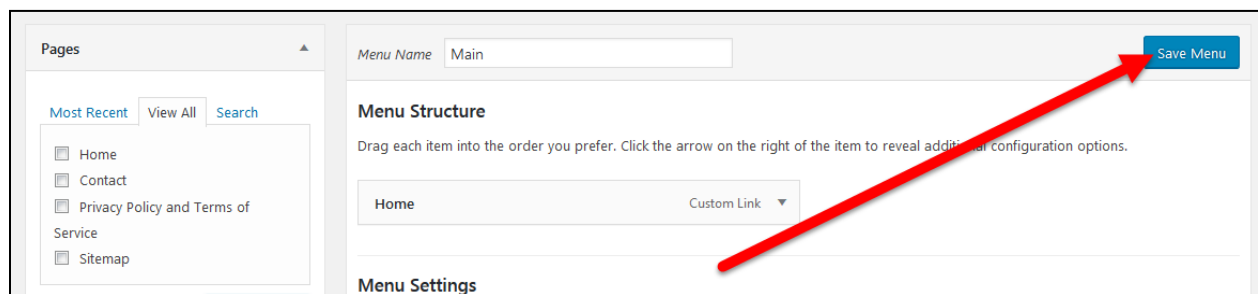 Pages
Most Recent View All Search
Home
Contact
Privacy Policy and Terms of
Service
Sitemap
Menu Name Main Save Menu
Menu Structure
Drag each item into the order you prefer. Click the arrow on the right of the item to reveal additional configuration options.
Home Custom Link
Menu Settings